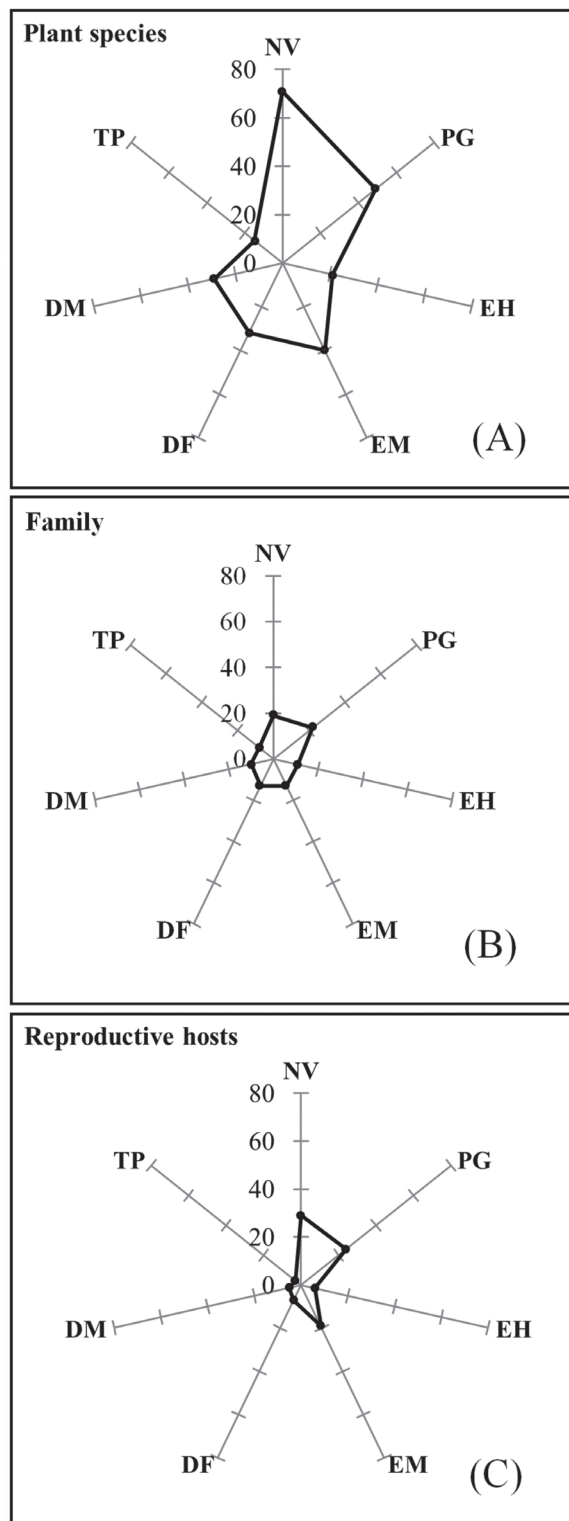 Plant species
NV
80
TP
PG
60
40
20
0
DM
EH
DF
EM
(A)
Family
NV
80
TP
PG
60
40
20
0
DM
EH
DF
EM
(B)
Reproductive hosts
NV
80
TP
PG
60
40
20
0
DM
EH
DF
EM
(C)